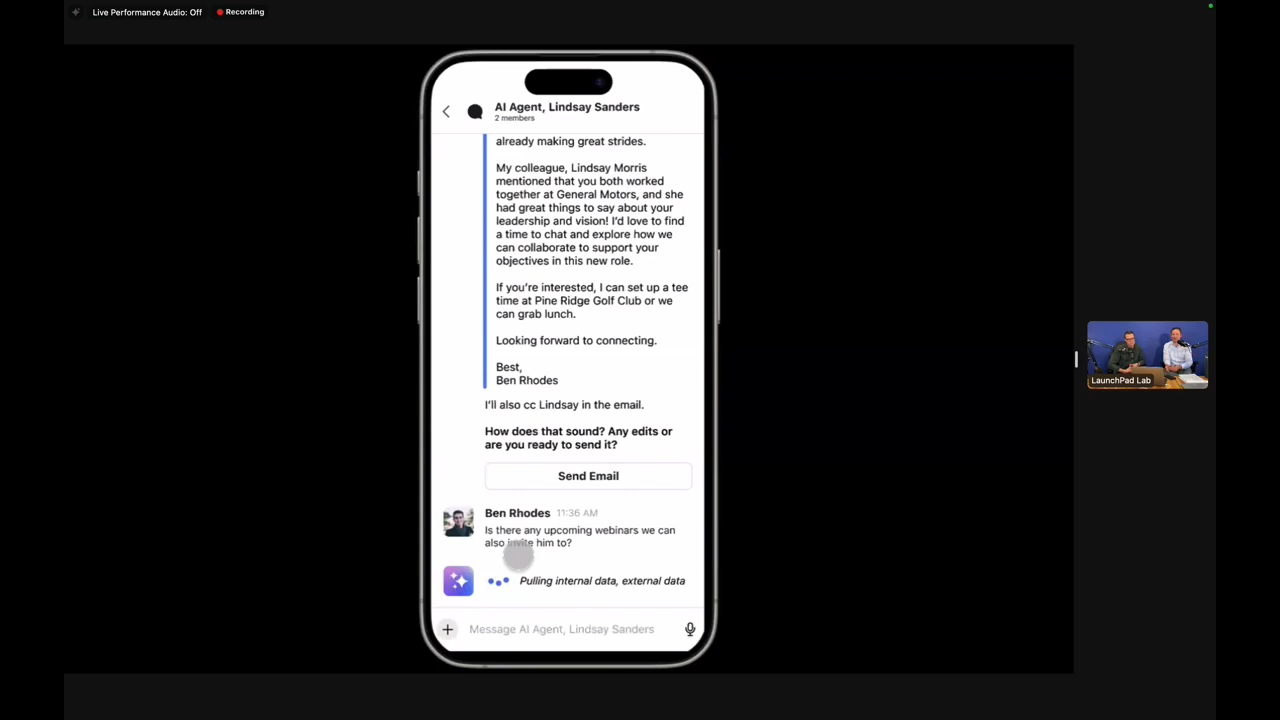 Live Performance Audio: Off
Recording
AI Agent, Lindsay Sanders
2 members
already making great strides.
My colleague, Lindsay Morris
mentioned that you both worked
together at General Motors, and she
had great things to say about your
leadership and vision! I'd love to find
a time to chat and explore how we
can collaborate to support your
objectives in this new role.
If you're interested, I can set up a tee
time at Pine Ridge Golf Club or we
can grab lunch.
Looking forward to connecting.
Best,
Ben Rhodes
I'll also cc Lindsay in the email.
How does that sound? Any edits or
are you ready to send it?
Send Email
Ben Rhodes 11:36 AM
Is there any upcoming webinars we can
also invite him to?
Pulling internal data, external data
Message AI Agent, Lindsay Sanders
LaunchPad Lab